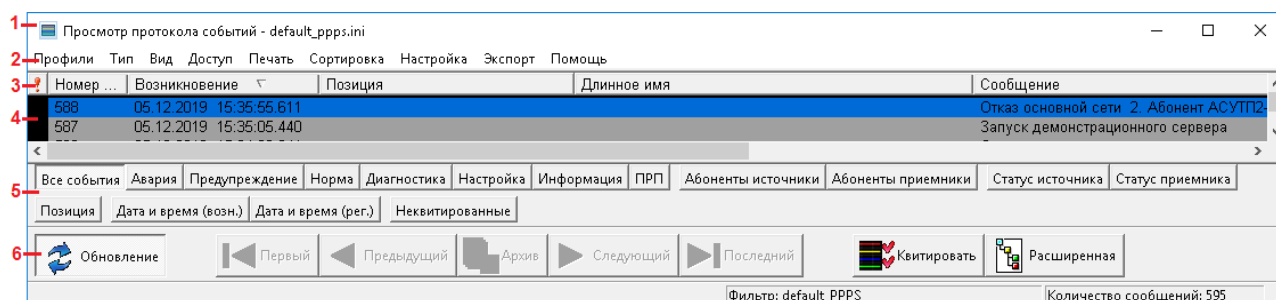 1 Просмотр протокола событий - default_ppps.ini
2 Профили Тип Вид Доступ Печать Сортировка Настройка Экспорт Помощь
3 Номер ... Возникновение Позиция Длинное имя Сообщение
4 588 05.12.2019 15:35:55.611 Отказ основной сети 2. Абонент АСУТП2-
587 05.12.2019 15:35:05.440 Запуск демонстрационного сервера
5 Все события Авария Предупреждение Норма Диагностика Настройка Информация ПРП Абоненты источники Абоненты приемники Статус источника Статус приемника
Позиция Дата и время (возн.) Дата и время (рег.) Неквитированные
6 Обновление Первый Предыдущий Архив Следующий Последний Квитировать Расширенная
Фильтр: default_PPPS Количество сообщений: 595